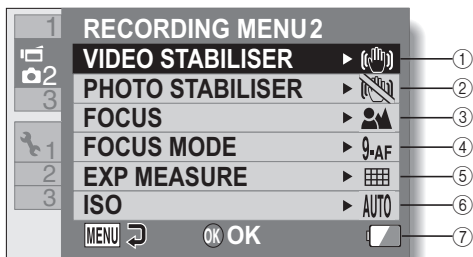 1 RECORDING MENU 2
VIDEO STABILISER ①
2 PHOTO STABILISER ②
3 FOCUS ③
1 FOCUS MODE 9-AF ④
2 EXP MEASURE ⑤
3 ISO AUTO ⑥
MENU OK OK ⑦